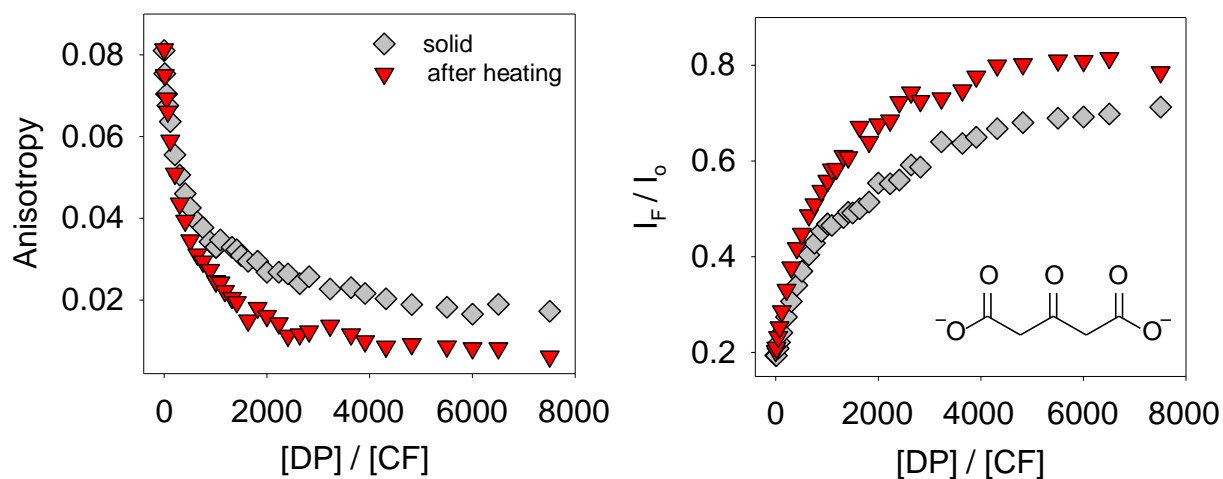 0.08
0.06
0.04
0.02
Anisotropy
solid
after heating
0 2000 4000 6000 8000
[DP] / [CF]
0.8
0.6
0.4
0.2
I_F / I_o
O O O
⁻O O⁻
0 2000 4000 6000 8000
[DP] / [CF]